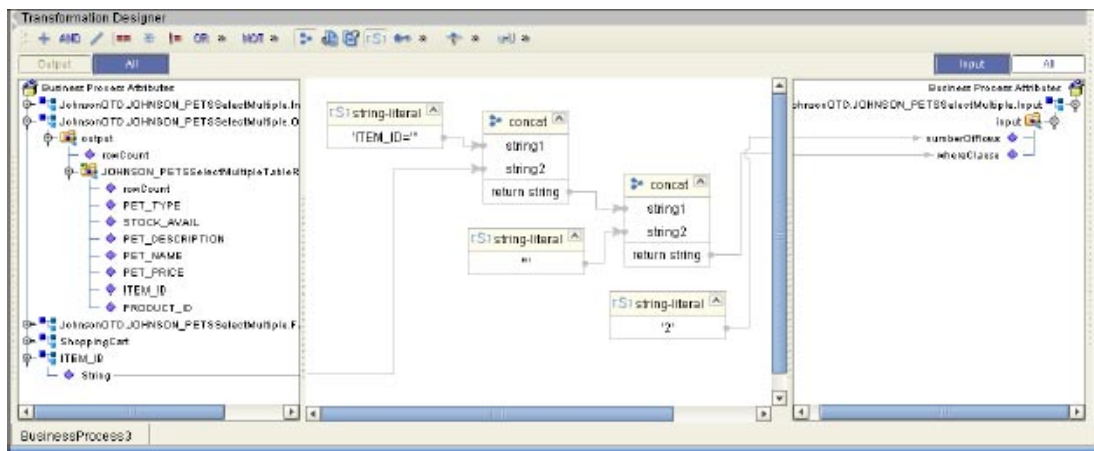 Transformation Designer
AND OR NOT
Output All Input All
Business Process Attributes
JohnsonOTD.JOHNSON_PETSSelectMultiple.In
JohnsonOTD.JOHNSON_PETSSelectMultiple.O
output
rowCount
JOHNSON_PETSSelectMultipleTableR
rowCount
PET_TYPE
STOCK_AVAIL
PET_DESCRIPTION
PET_NAME
PET_PRICE
ITEM_ID
PRODUCT_ID
JohnsonOTD.JOHNSON_PETSSelectMultiple.F
ShoppingCart
ITEM_ID
String
string-literal
'ITEM_ID=''
concat
string1
string2
return string
string-literal
'''
concat
string1
string2
return string
string-literal
'2'
Business Process Attributes
ohnsonOTD.JOHNSON_PETSSelectMultiple.Input
input
numberOfRows
whereClause
BusinessProcess3